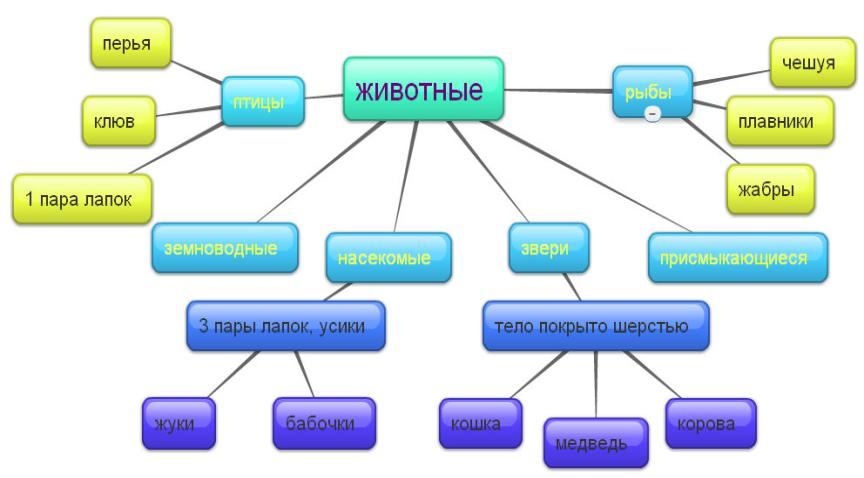 перья
животные
чешуя
птицы
рыбы
клюв
плавники
1 пара лапок
жабры
земноводные
насекомые
звери
присмыкающиеся
3 пары лапок, усики
тело покрыто шерстью
жуки
бабочки
кошка
медведь
корова